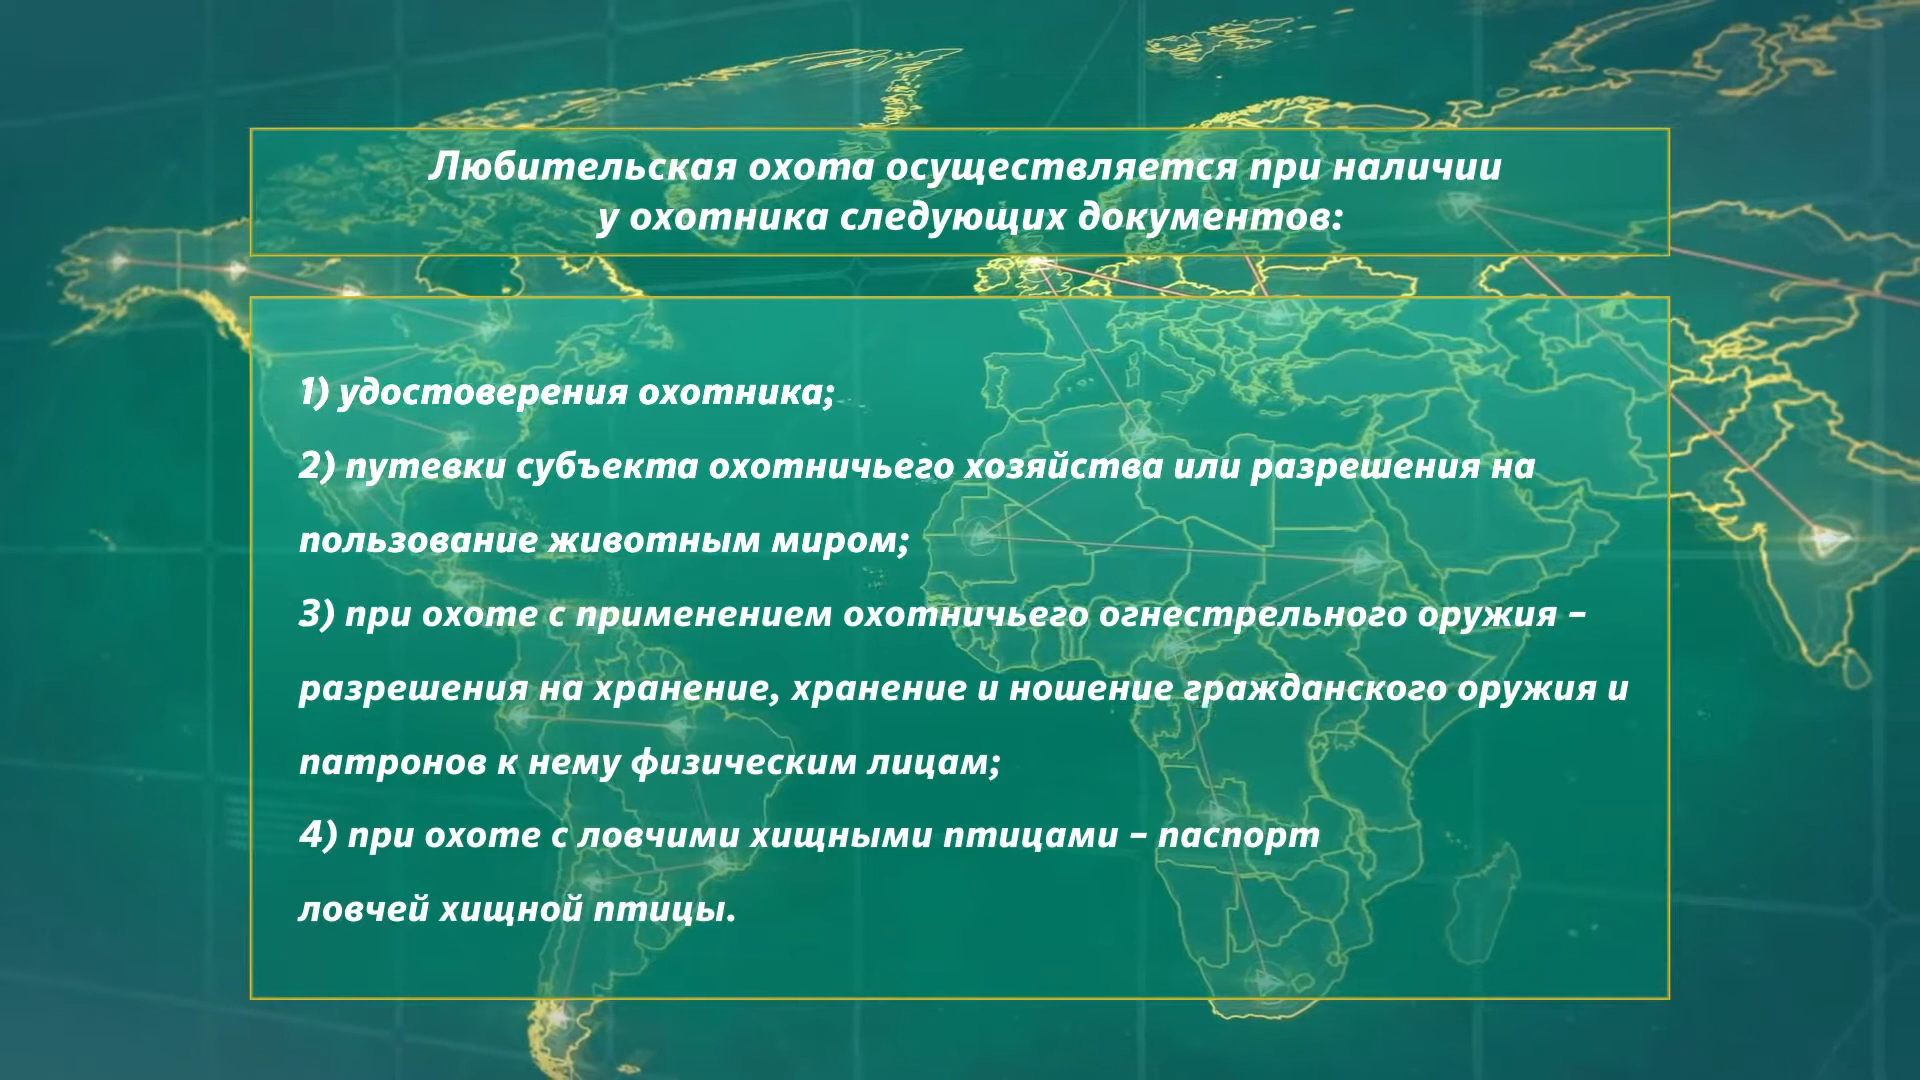 Любительская охота осуществляется при наличии
у охотника следующих документов:
1) удостоверения охотника;
2) путевки субъекта охотничьего хозяйства или разрешения на
пользование животным миром;
3) при охоте с применением охотничьего огнестрельного оружия –
разрешения на хранение, хранение и ношение гражданского оружия и
патронов к нему физическим лицам;
4) при охоте с ловчими хищными птицами – паспорт
ловчей хищной птицы.